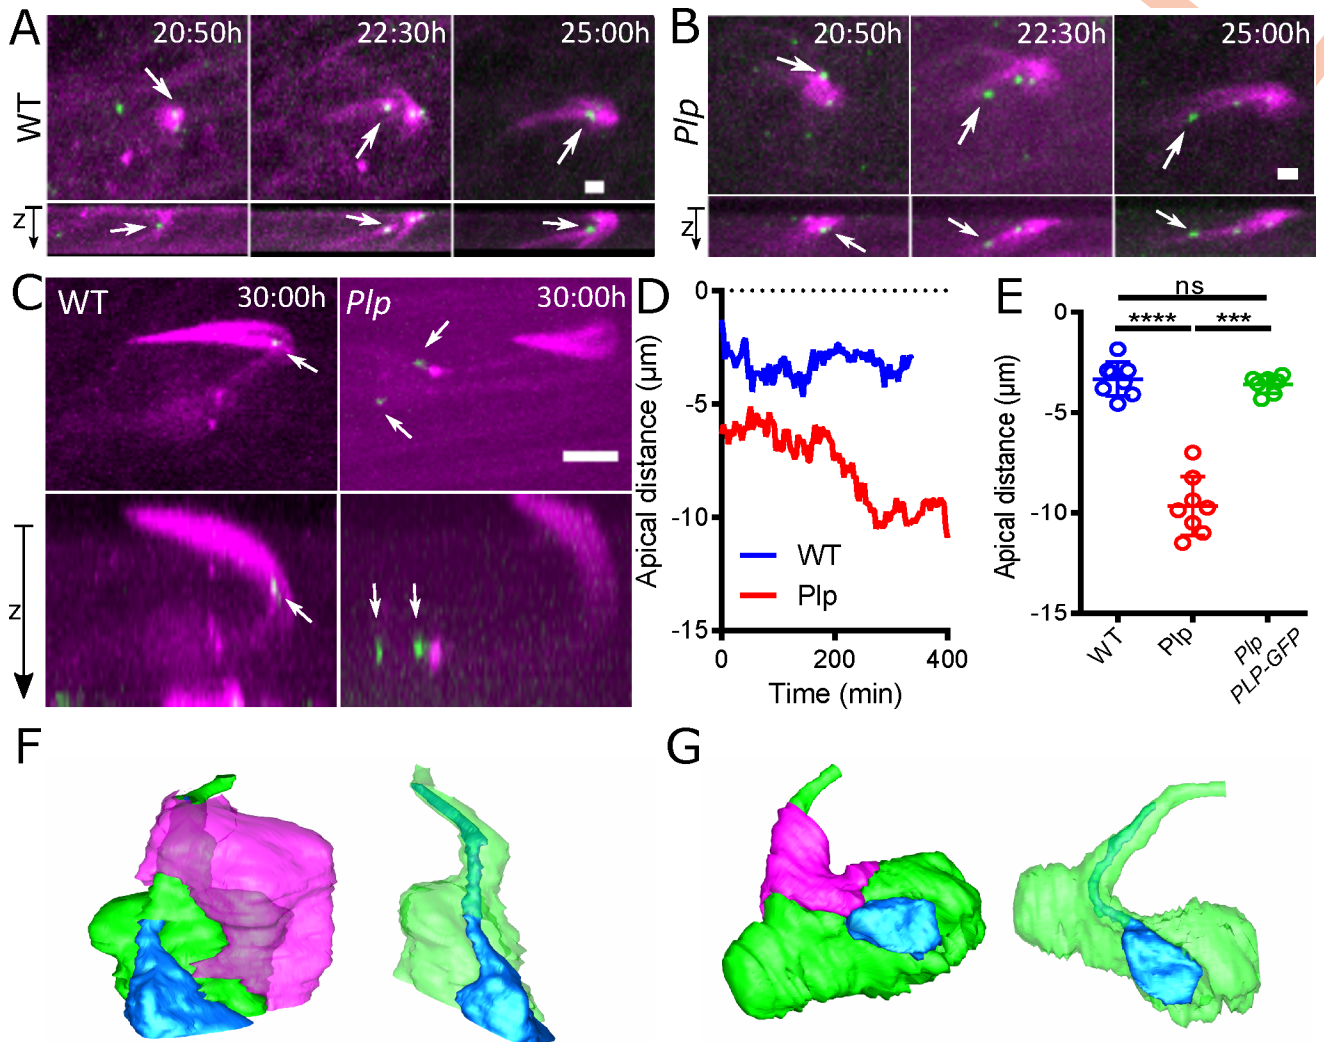 A
WT
20:50h
22:30h
25:00h
z
B
Plp
20:50h
22:30h
25:00h
z
C
WT
30:00h
Plp
30:00h
z
D
Apical distance (µm)
0
-5
-10
-15
WT
Plp
0
200
400
Time (min)
E
Apical distance (µm)
0
-5
-10
-15
ns
**** ***
WT
Plp
Plp
PLP-GFP
F
G